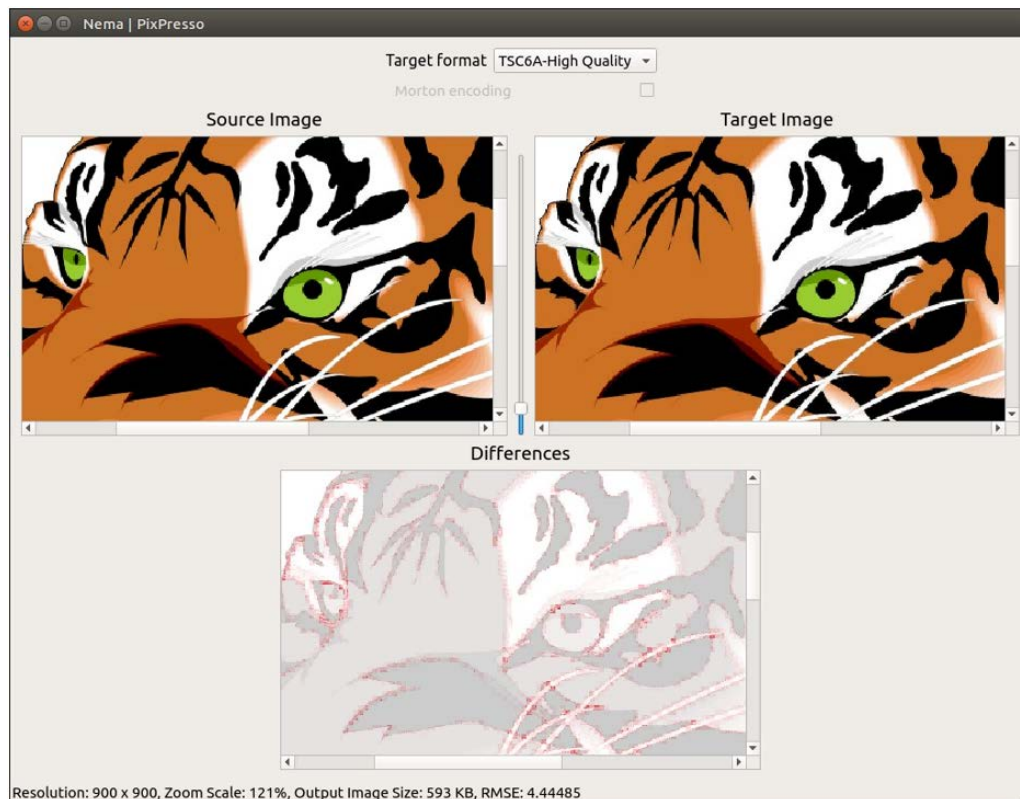 Nema | PixPresso
Target format TSC6A-High Quality
Morton encoding
Source Image Target Image
Differences
Resolution: 900 x 900, Zoom Scale: 121%, Output Image Size: 593 KB, RMSE: 4.44485